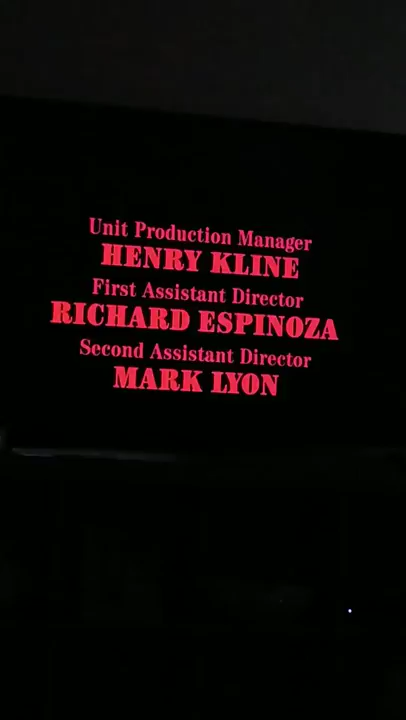 Unit Production Manager
HENRY KLINE
First Assistant Director
RICHARD ESPINOZA
Second Assistant Director
MARK LYON